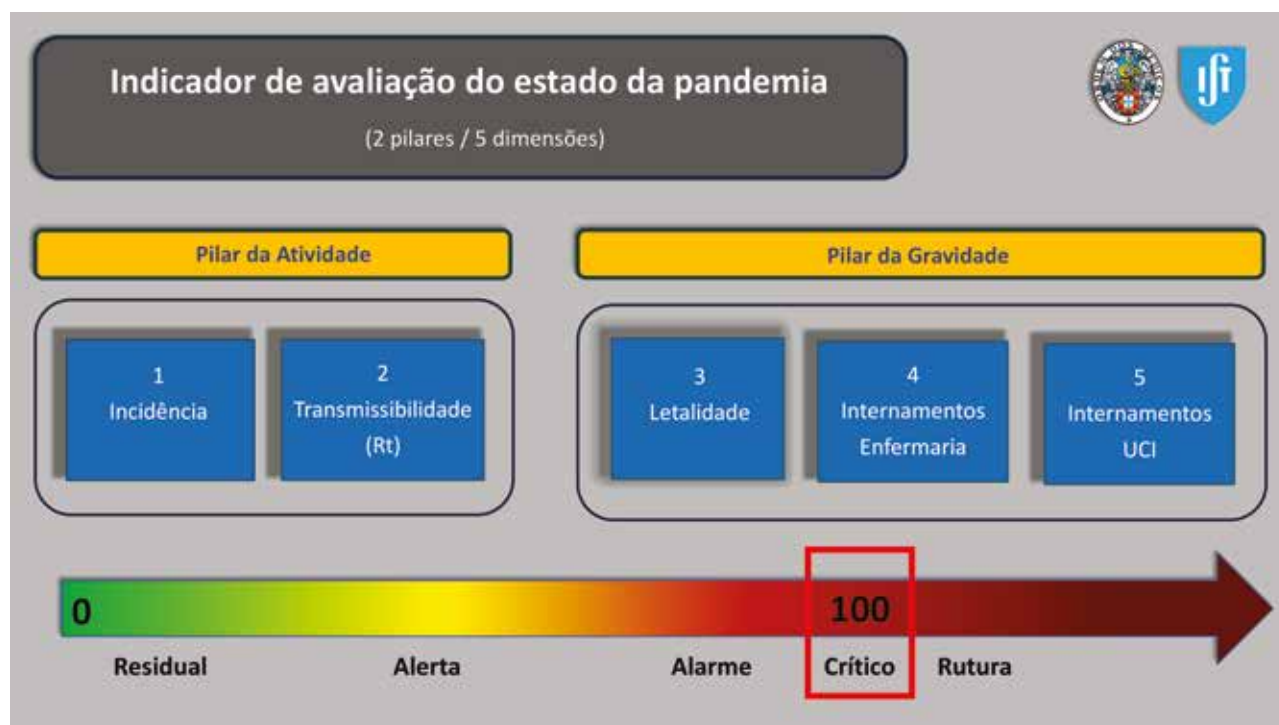 Indicador de avaliação do estado da pandemia
(2 pilares / 5 dimensões)
Pilar da Atividade
Pilar da Gravidade
1
Incidência
2
Transmissibilidade
(Rt)
3
Letalidade
4
Internamentos
Enfermaria
5
Internamentos
UCI
0
100
Residual
Alerta
Alarme
Crítico
Rutura